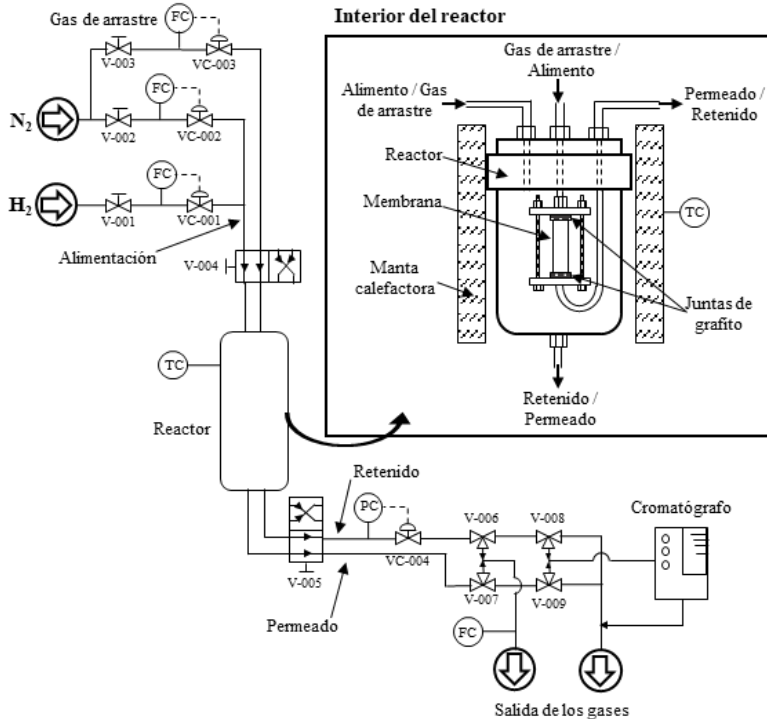 Gas de arrastre
FC
V-003
VC-003
N₂
FC
V-002
VC-002
H₂
FC
V-001
VC-001
Alimentación
V-004
TC
Reactor
Interior del reactor
Gas de arrastre /
Alimento
Alimento / Gas
de arrastre
Permeado /
Retenido
Reactor
Membrana
TC
Manta
calefactora
Juntas de
grafito
Retenido /
Permeado
Retenido
PC
VC-004
V-005
Permeado
V-006
V-008
V-007
V-009
Cromatógrafo
FC
Salida de los gases